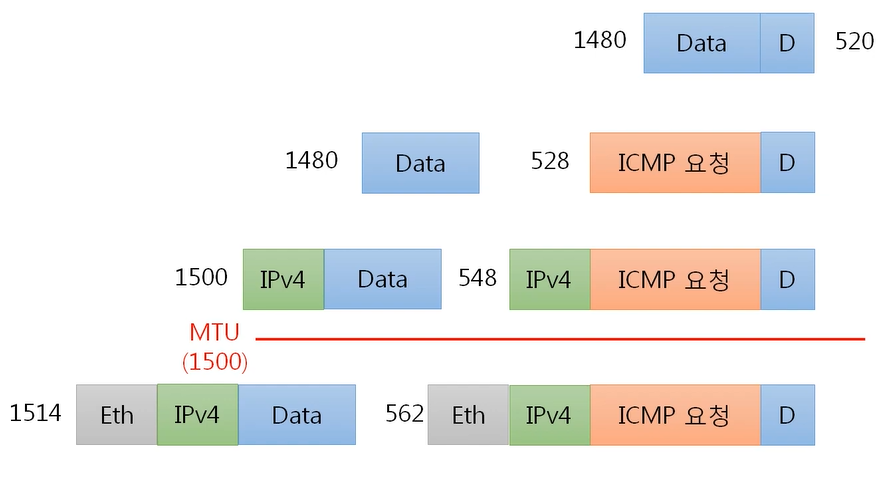 1480 Data D 520
1480 Data 528 ICMP 요청 D
1500 IPv4 Data 548 IPv4 ICMP 요청 D
MTU
(1500)
1514 Eth IPv4 Data 562 Eth IPv4 ICMP 요청 D